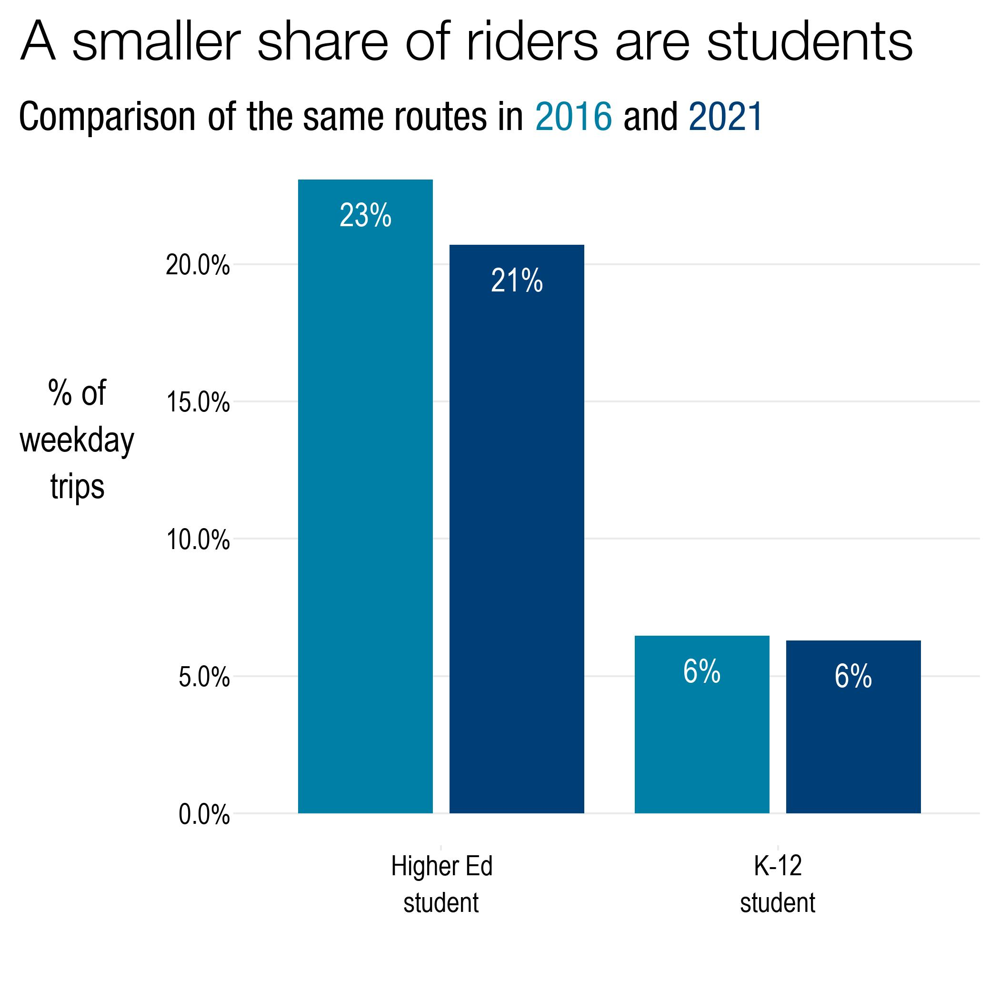 A smaller share of riders are students
Comparison of the same routes in 2016 and 2021
23%
21%
6%
6%
20.0%
15.0%
10.0%
5.0%
0.0%
% of
weekday
trips
Higher Ed
student
K-12
student